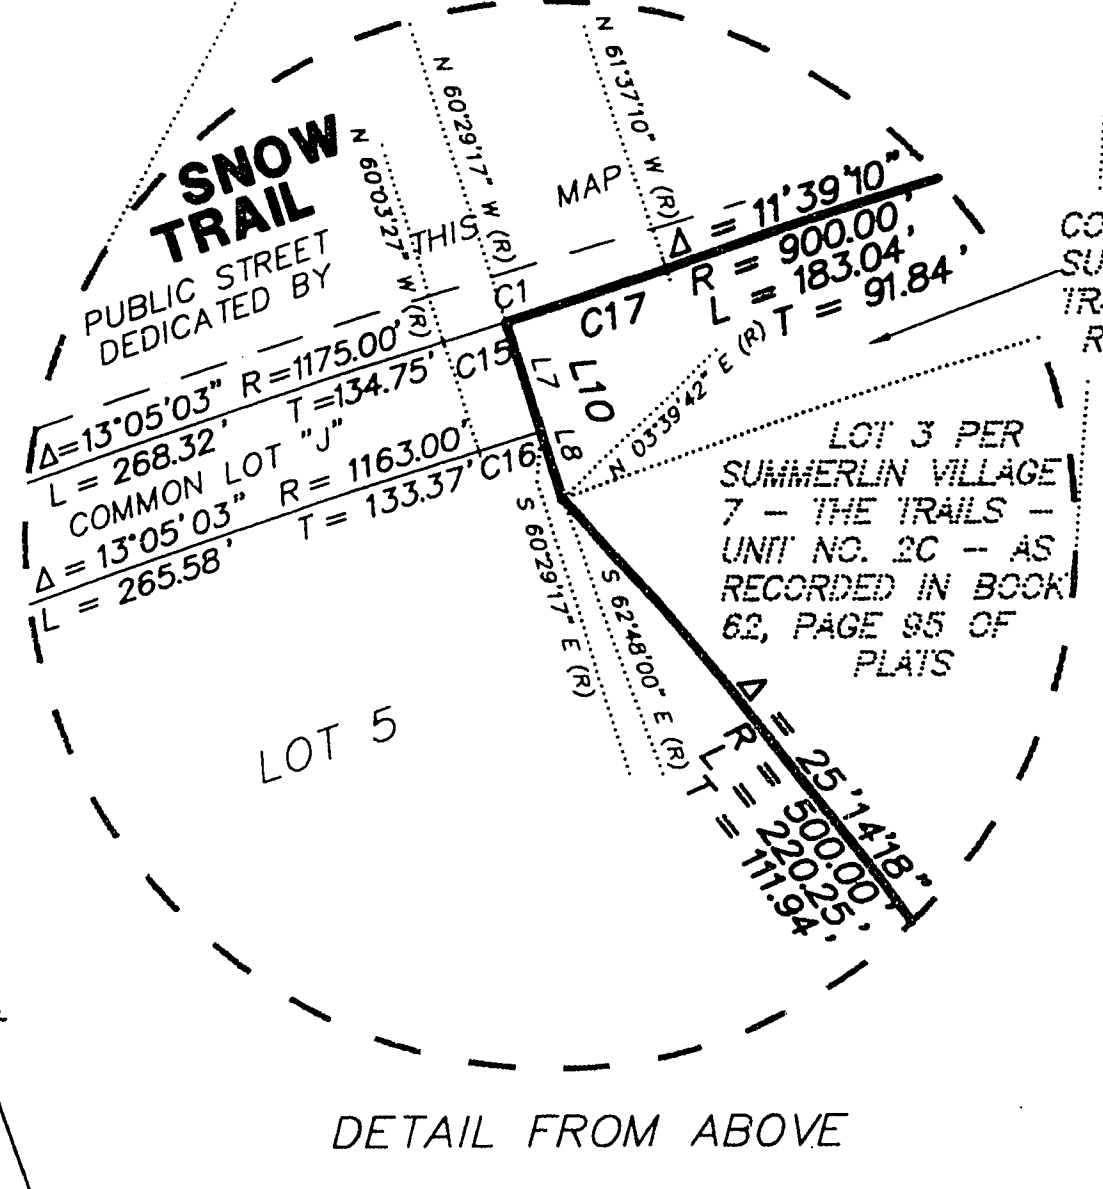 N 61°37'10" W (R)
N 60°29'17" W (R)
N 60°03'27" W (R)
SNOW
TRAIL
PUBLIC STREET
DEDICATED BY
THIS
MAP
Δ = 11°39'10"
R = 900.00'
L = 183.04'
T = 91.84'
C1
C17
CO
SU
TR
R
Δ=13°05'03" R=1175.00'
L = 268.32' T=134.75' C15
COMMON LOT "J"
Δ = 13°05'03" R = 1163.00'
L = 265.58' T = 133.37' C16
L7
L10
L8
N 03°39'42" E (R)
S 60°29'17" E (R)
S 62°48'00" E (R)
LOT 3 PER
SUMMERLIN VILLAGE
7 - THE TRAILS -
UNIT NO. 2C - AS
RECORDED IN BOOK
62, PAGE 95 OF
PLATS
LOT 5
Δ = 25°14'18"
R = 500.00'
L = 220.25'
T = 111.94'
DETAIL FROM ABOVE